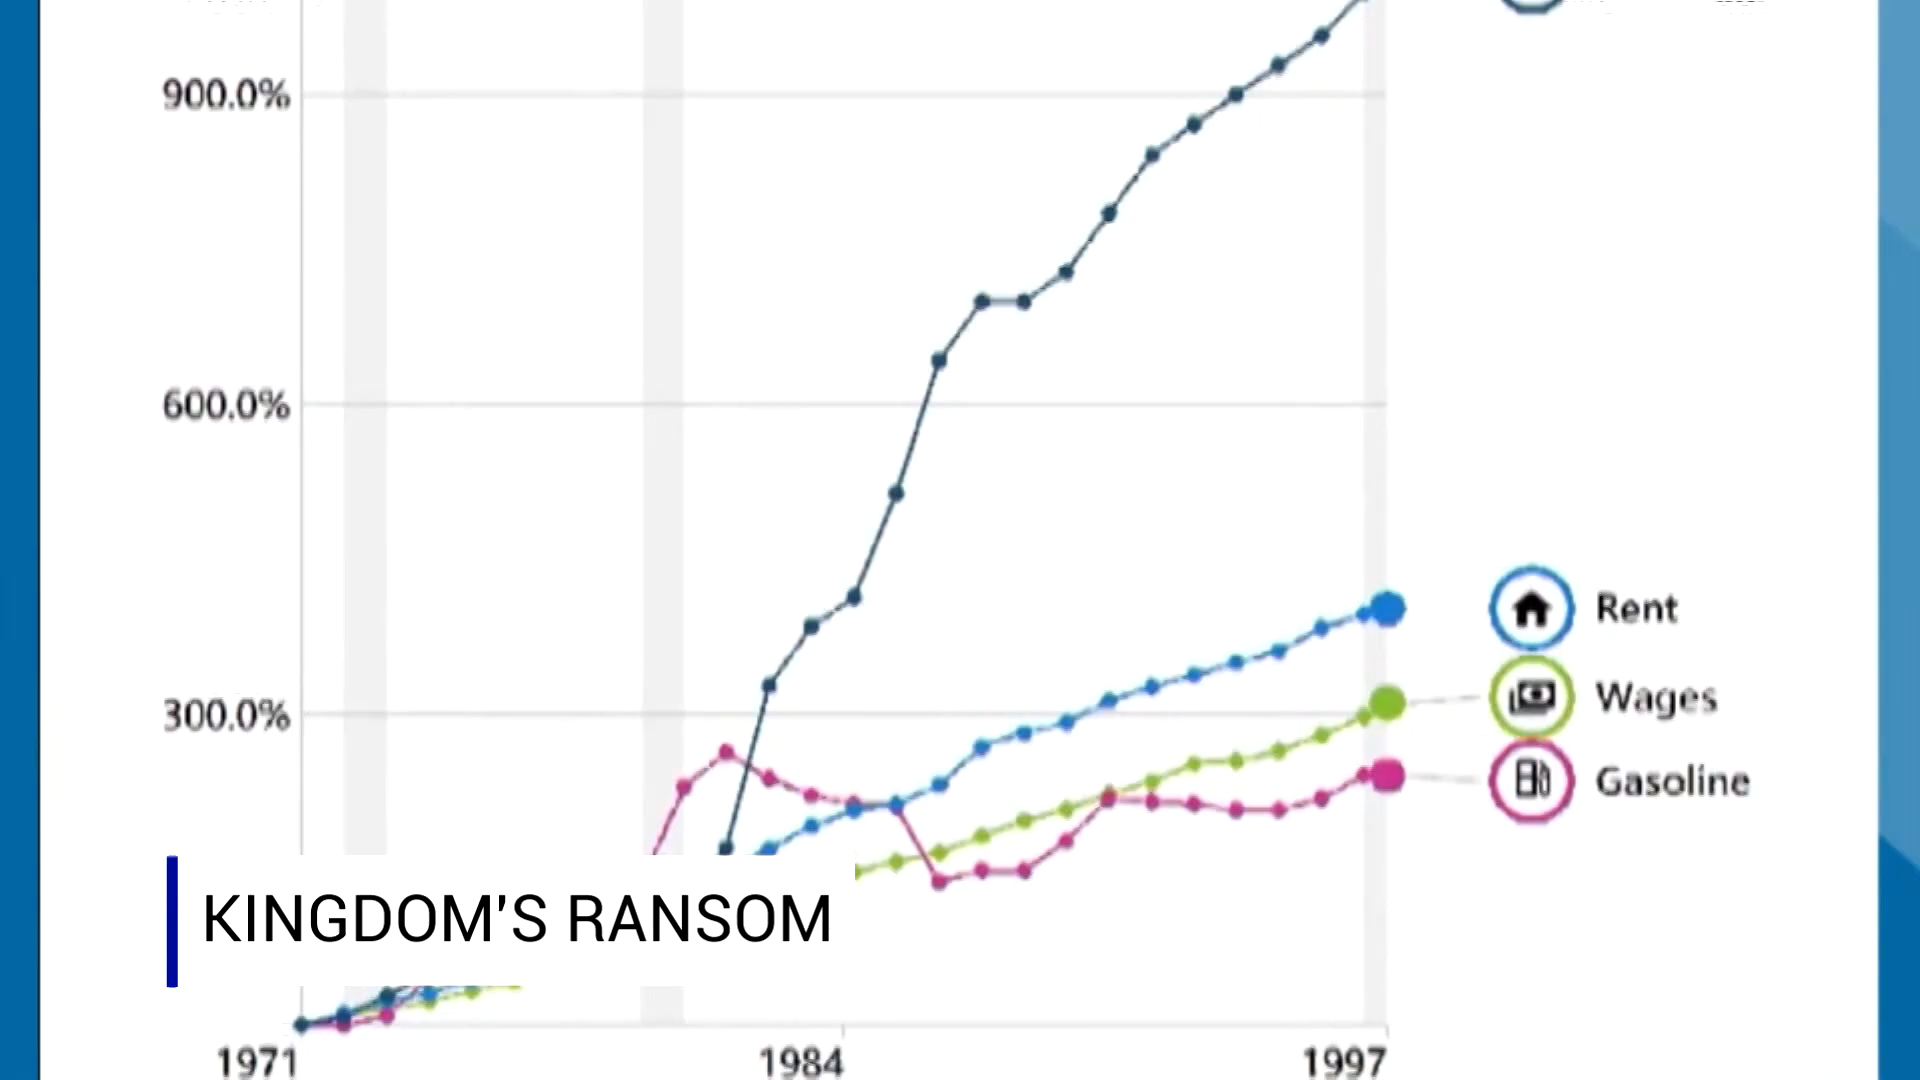 900.0%
600.0%
300.0%
Rent
Wages
Gasoline
KINGDOM'S RANSOM
1971
1984
1997